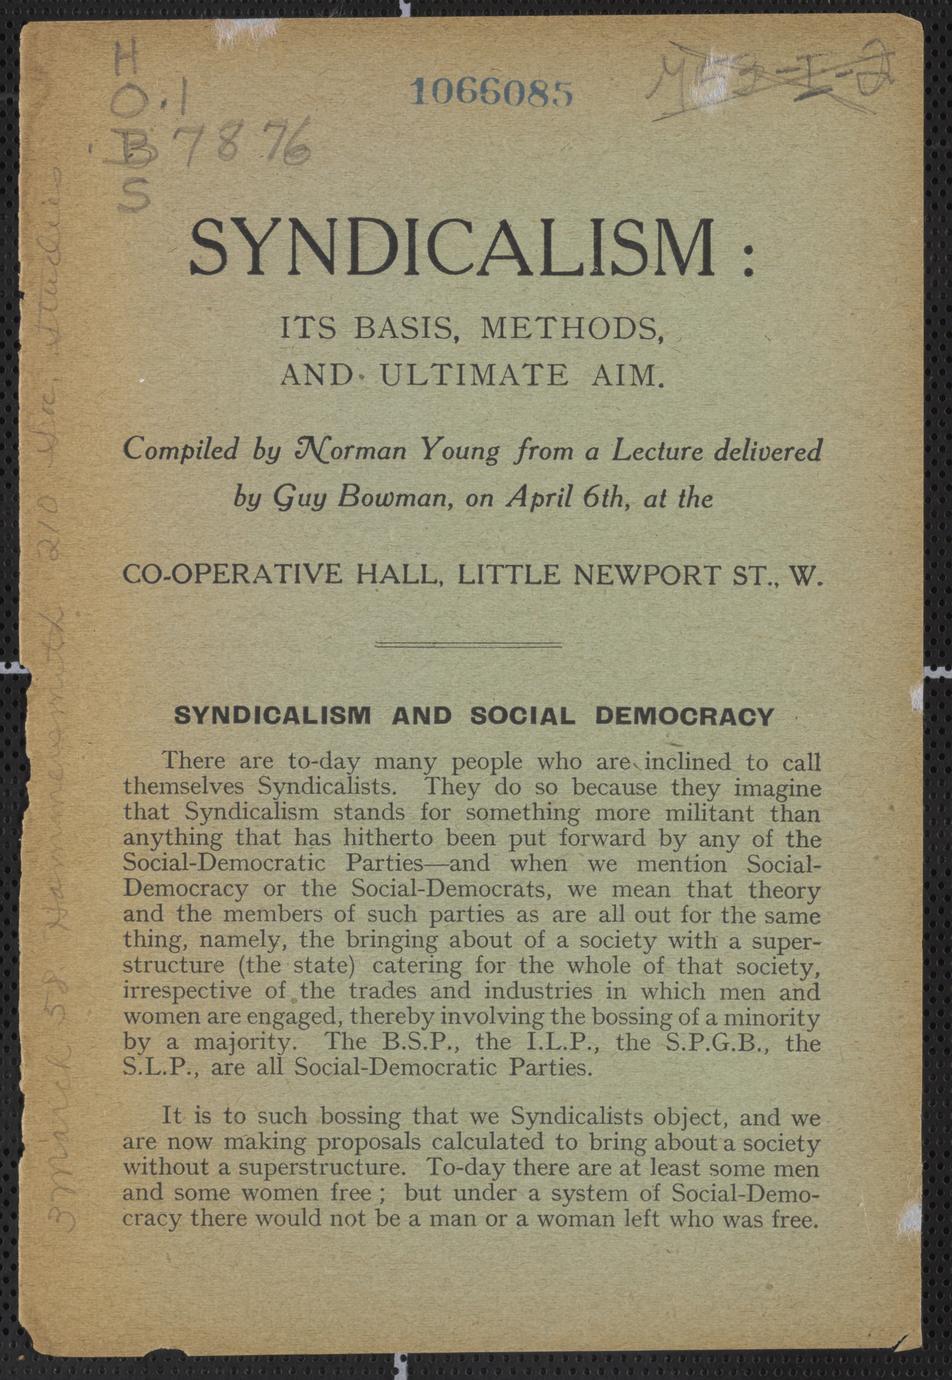 H
O.1
B7876
S
1066085
M53-I-2
SYNDICALISM :
ITS BASIS, METHODS,
AND ULTIMATE AIM.
Compiled by Norman Young from a Lecture delivered
by Guy Bowman, on April 6th, at the
CO-OPERATIVE HALL, LITTLE NEWPORT ST., W.
SYNDICALISM AND SOCIAL DEMOCRACY
There are to-day many people who are inclined to call
themselves Syndicalists. They do so because they imagine
that Syndicalism stands for something more militant than
anything that has hitherto been put forward by any of the
Social-Democratic Parties—and when we mention Social-
Democracy or the Social-Democrats, we mean that theory
and the members of such parties as are all out for the same
thing, namely, the bringing about of a society with a super-
structure (the state) catering for the whole of that society,
irrespective of the trades and industries in which men and
women are engaged, thereby involving the bossing of a minority
by a majority. The B.S.P., the I.L.P., the S.P.G.B., the
S.L.P., are all Social-Democratic Parties.
It is to such bossing that we Syndicalists object, and we
are now making proposals calculated to bring about a society
without a superstructure. To-day there are at least some men
and some women free ; but under a system of Social-Demo-
cracy there would not be a man or a woman left who was free.
3 March 58 Hammersmith 210 Soc. Studies